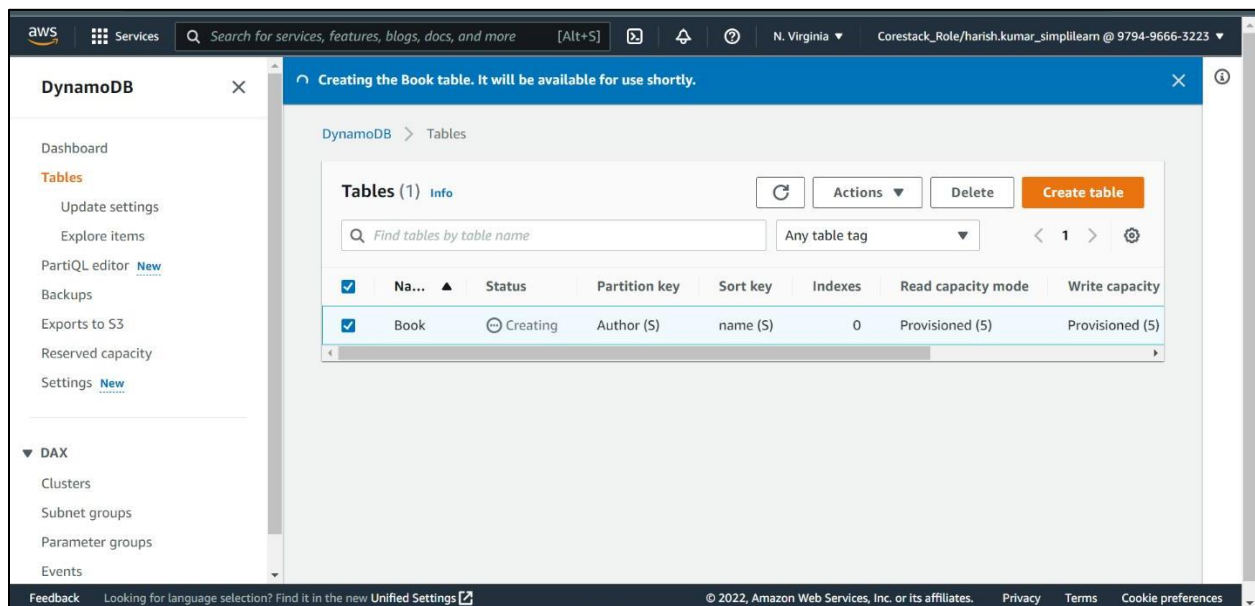 aws Services Search for services, features, blogs, docs, and more [Alt+S] N. Virginia ▼ Corestack_Role/harish.kumar_simplilearn @ 9794-9666-3223 ▼
DynamoDB
Dashboard
Tables
Update settings
Explore items
PartiQL editor New
Backups
Exports to S3
Reserved capacity
Settings New
▼ DAX
Clusters
Subnet groups
Parameter groups
Events
Creating the Book table. It will be available for use shortly.
DynamoDB > Tables
Tables (1) Info Actions ▼ Delete Create table
Find tables by table name Any table tag ▼ < 1 >
Na... ▲ Status Partition key Sort key Indexes Read capacity mode Write capacity
Book Creating Author (S) name (S) 0 Provisioned (5) Provisioned (5)
Feedback Looking for language selection? Find it in the new Unified Settings © 2022, Amazon Web Services, Inc. or its affiliates. Privacy Terms Cookie preferences